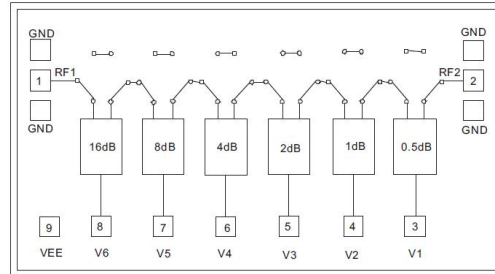 GND GND
1 RF1 RF2 2
GND GND
16dB 8dB 4dB 2dB 1dB 0.5dB
9 8 7 6 5 4 3
VEE V6 V5 V4 V3 V2 V1